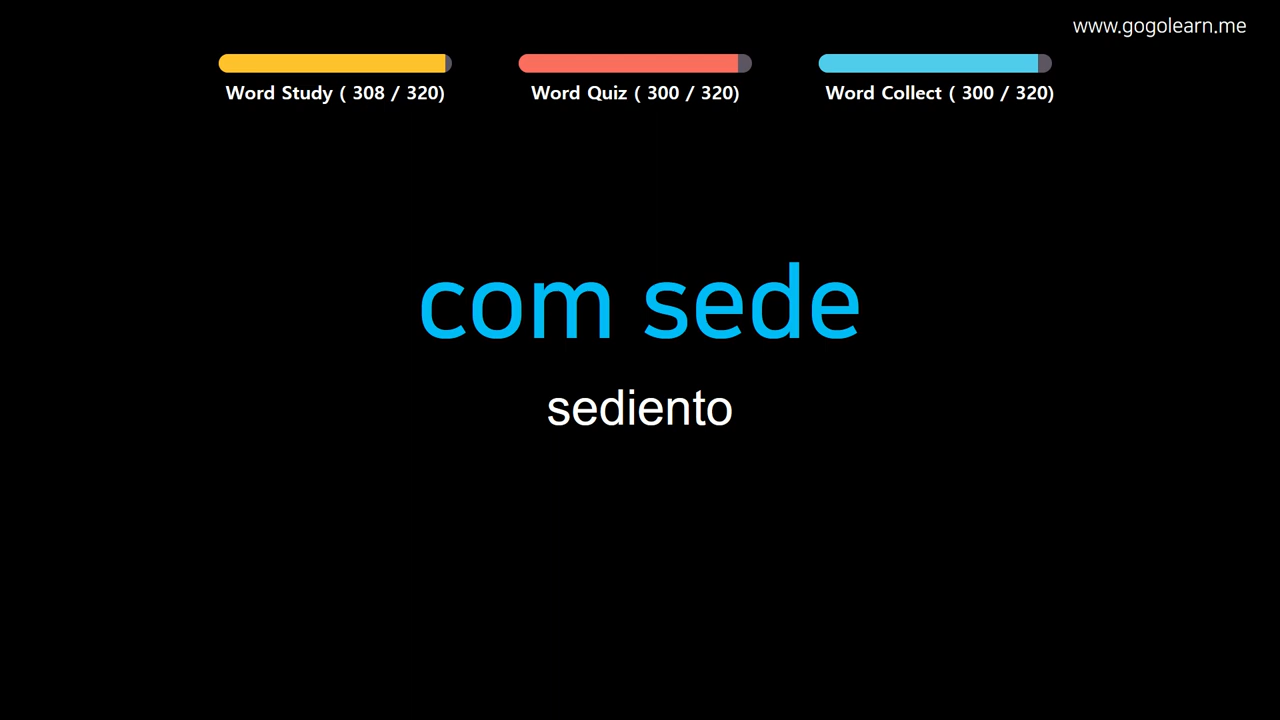 www.gogolearn.me
Word Study ( 308 / 320)
Word Quiz ( 300 / 320)
Word Collect ( 300 / 320)
com sede
sediento